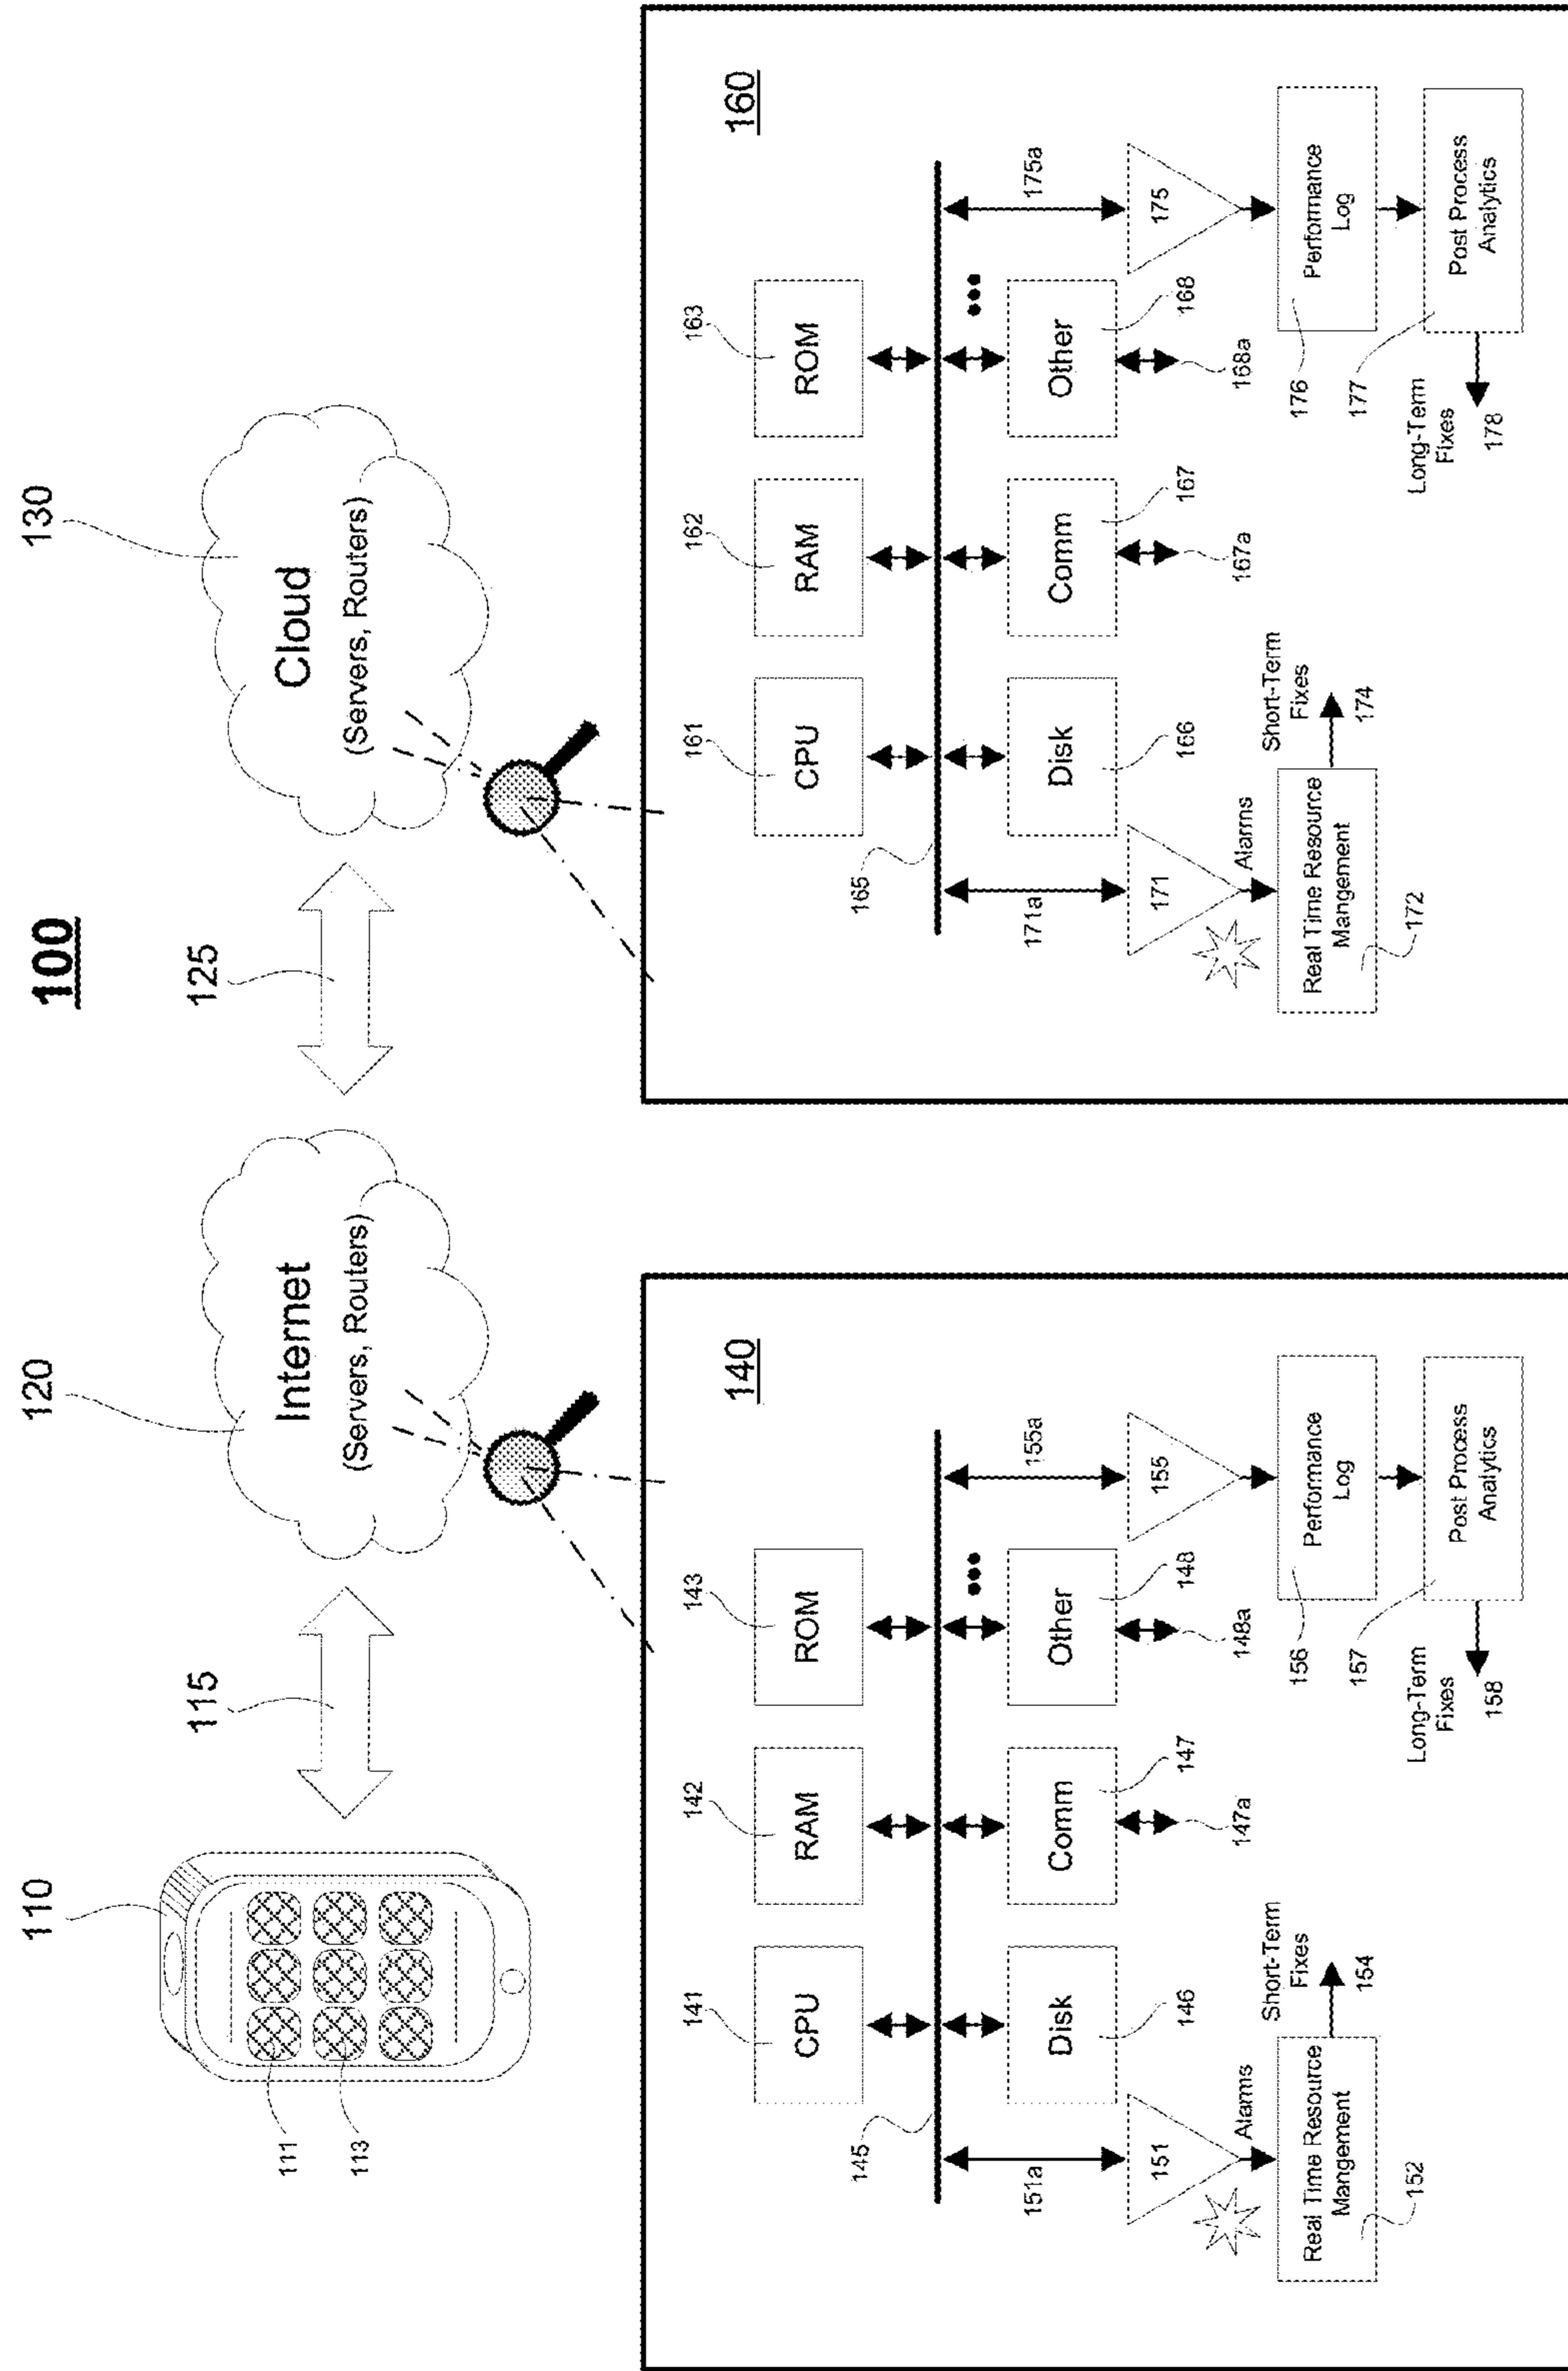 100
110
115
120
125
130
111
113
Internet
(Servers, Routers)
Cloud
(Servers, Routers)
140
141
142
143
CPU
RAM
ROM
145
151a
155a
Disk
Comm
Other
•••
146
147
148
147a
148a
151
155
Alarms
Real Time Resource
Mangement
152
Short-Term
Fixes
154
Performance
Log
156
Post Process
Analytics
157
Long-Term
Fixes
158
160
161
162
163
CPU
RAM
ROM
165
171a
175a
Disk
Comm
Other
•••
166
167
168
167a
168a
171
175
Alarms
Real Time Resource
Mangement
172
Short-Term
Fixes
174
Performance
Log
176
Post Process
Analytics
177
Long-Term
Fixes
178